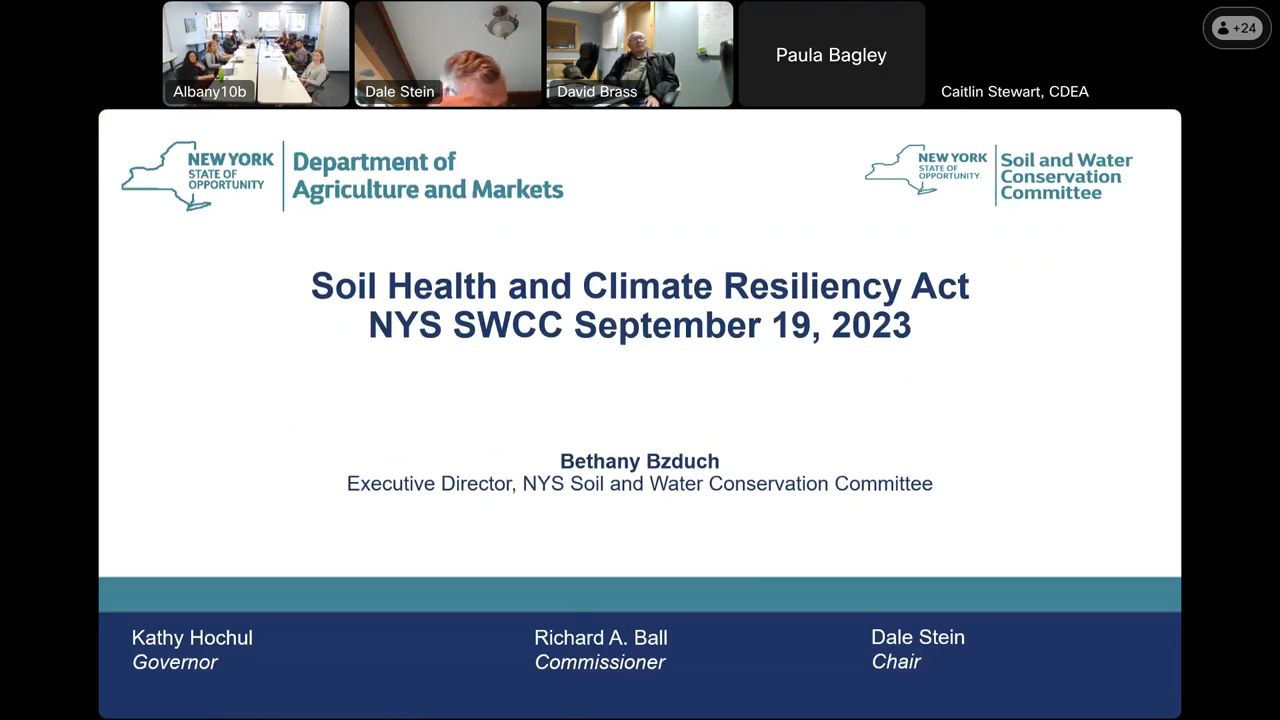 Albany10b
Dale Stein
David Brass
Paula Bagley
Caitlin Stewart, CDEA
+24
NEW YORK
STATE OF
OPPORTUNITY
Department of
Agriculture and Markets
NEW YORK
STATE OF
OPPORTUNITY.
Soil and Water
Conservation
Committee
Soil Health and Climate Resiliency Act
NYS SWCC September 19, 2023
Bethany Bzduch
Executive Director, NYS Soil and Water Conservation Committee
Kathy Hochul
Governor
Richard A. Ball
Commissioner
Dale Stein
Chair